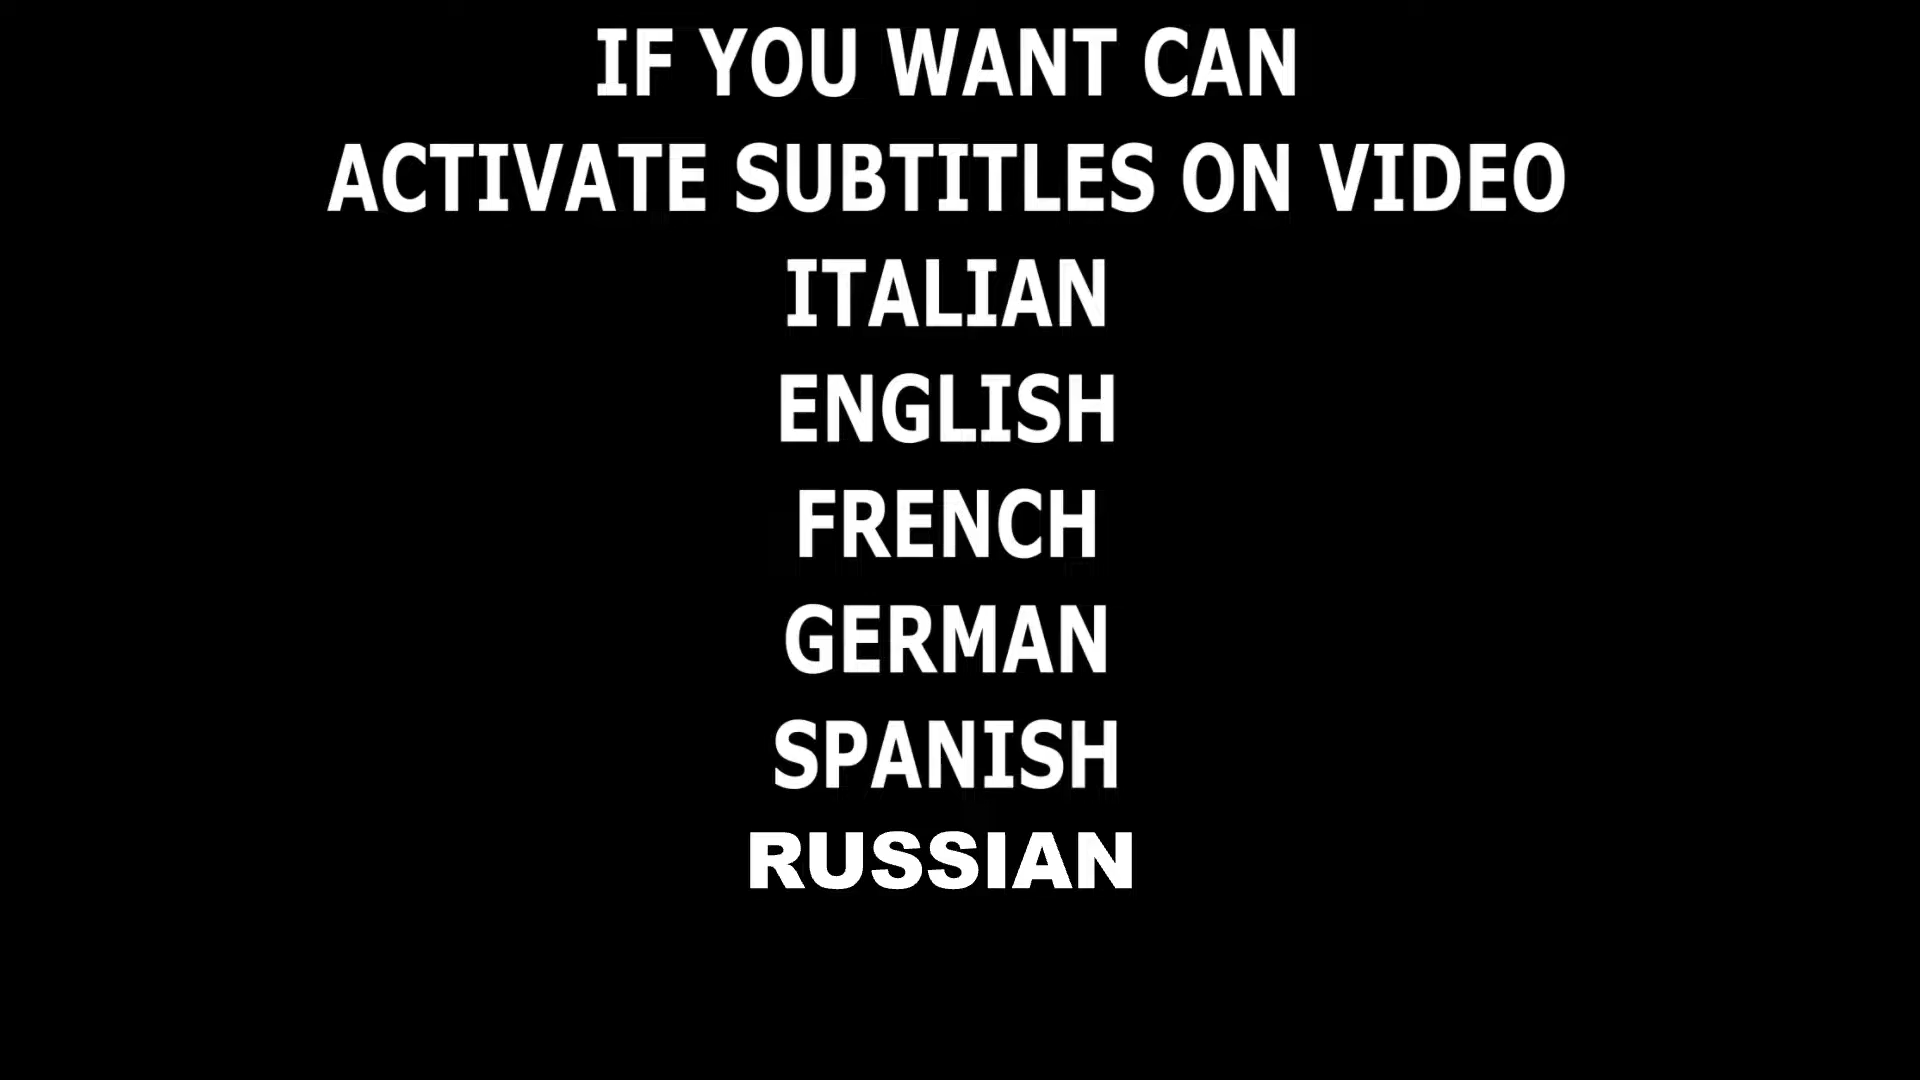 IF YOU WANT CAN
ACTIVATE SUBTITLES ON VIDEO
ITALIAN
ENGLISH
FRENCH
GERMAN
SPANISH
RUSSIAN